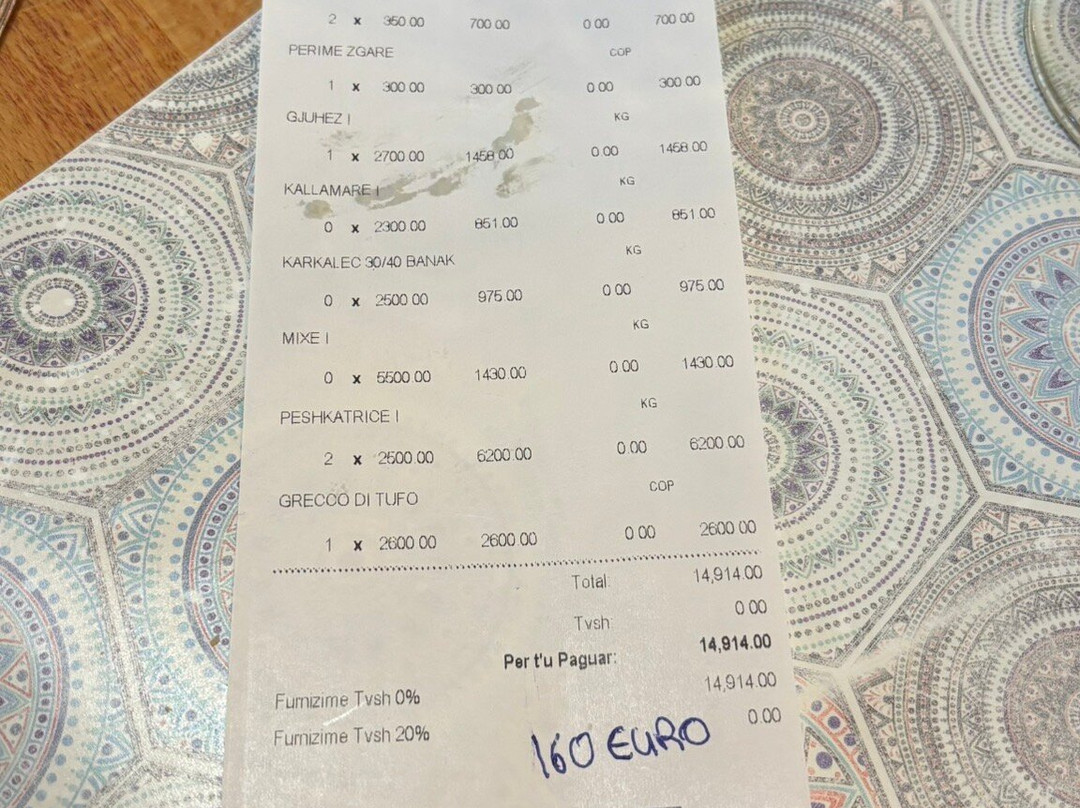 2 x 350.00 700.00 0.00 700.00
PERIME ZGARE COP
1 x 300.00 300.00 0.00 300.00
GJUHEZ I KG
1 x 2700.00 1458.00 0.00 1458.00
KALLAMARE I KG
0 x 2300.00 851.00 0.00 851.00
KARKALEC 30/40 BANAK KG
0 x 2500.00 975.00 0.00 975.00
MIXE I KG
0 x 5500.00 1430.00 0.00 1430.00
PESHKATRICE I KG
2 x 2500.00 6200.00 0.00 6200.00
GRECCO DI TUFO COP
1 x 2600.00 2600.00 0.00 2600.00
Total: 14,914.00
Tvsh: 0.00
Per t'u Paguar: 14,914.00
Furnizime Tvsh 0% 14,914.00
Furnizime Tvsh 20% 0.00
160 EURO